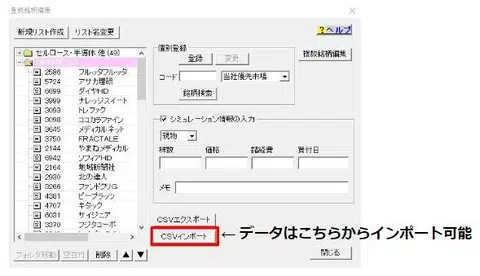 登録銘柄編集
新規リスト作成
リスト名変更
?ヘルプ
セルロース・半導体 他 (49)
2586 フルッタフルッタ
5724 アサカ理研
6699 ダイヤHD
3999 ナレッジスイート
3093 トレファク
3098 ココカラファイン
3645 メディカルネット
3750 FRACTALE
2144 やまねメディカル
6942 ソフィアHD
2164 地域新聞社
2930 北の達人
3266 ファンドクリG
4381 ビープラッツ
4707 キタック
6031 サイジニア
3370 フジタコーポ
フォルダ移動
空白行
削除
▲
▼
個別登録
登録
変更
コード
当社優先市場
銘柄検索
複数銘柄編集
シミュレーション情報の入力
現物
株数
価格
諸経費
買付日
メモ
CSVエクスポート
CSVインポート
← データはこちらからインポート可能
閉じる